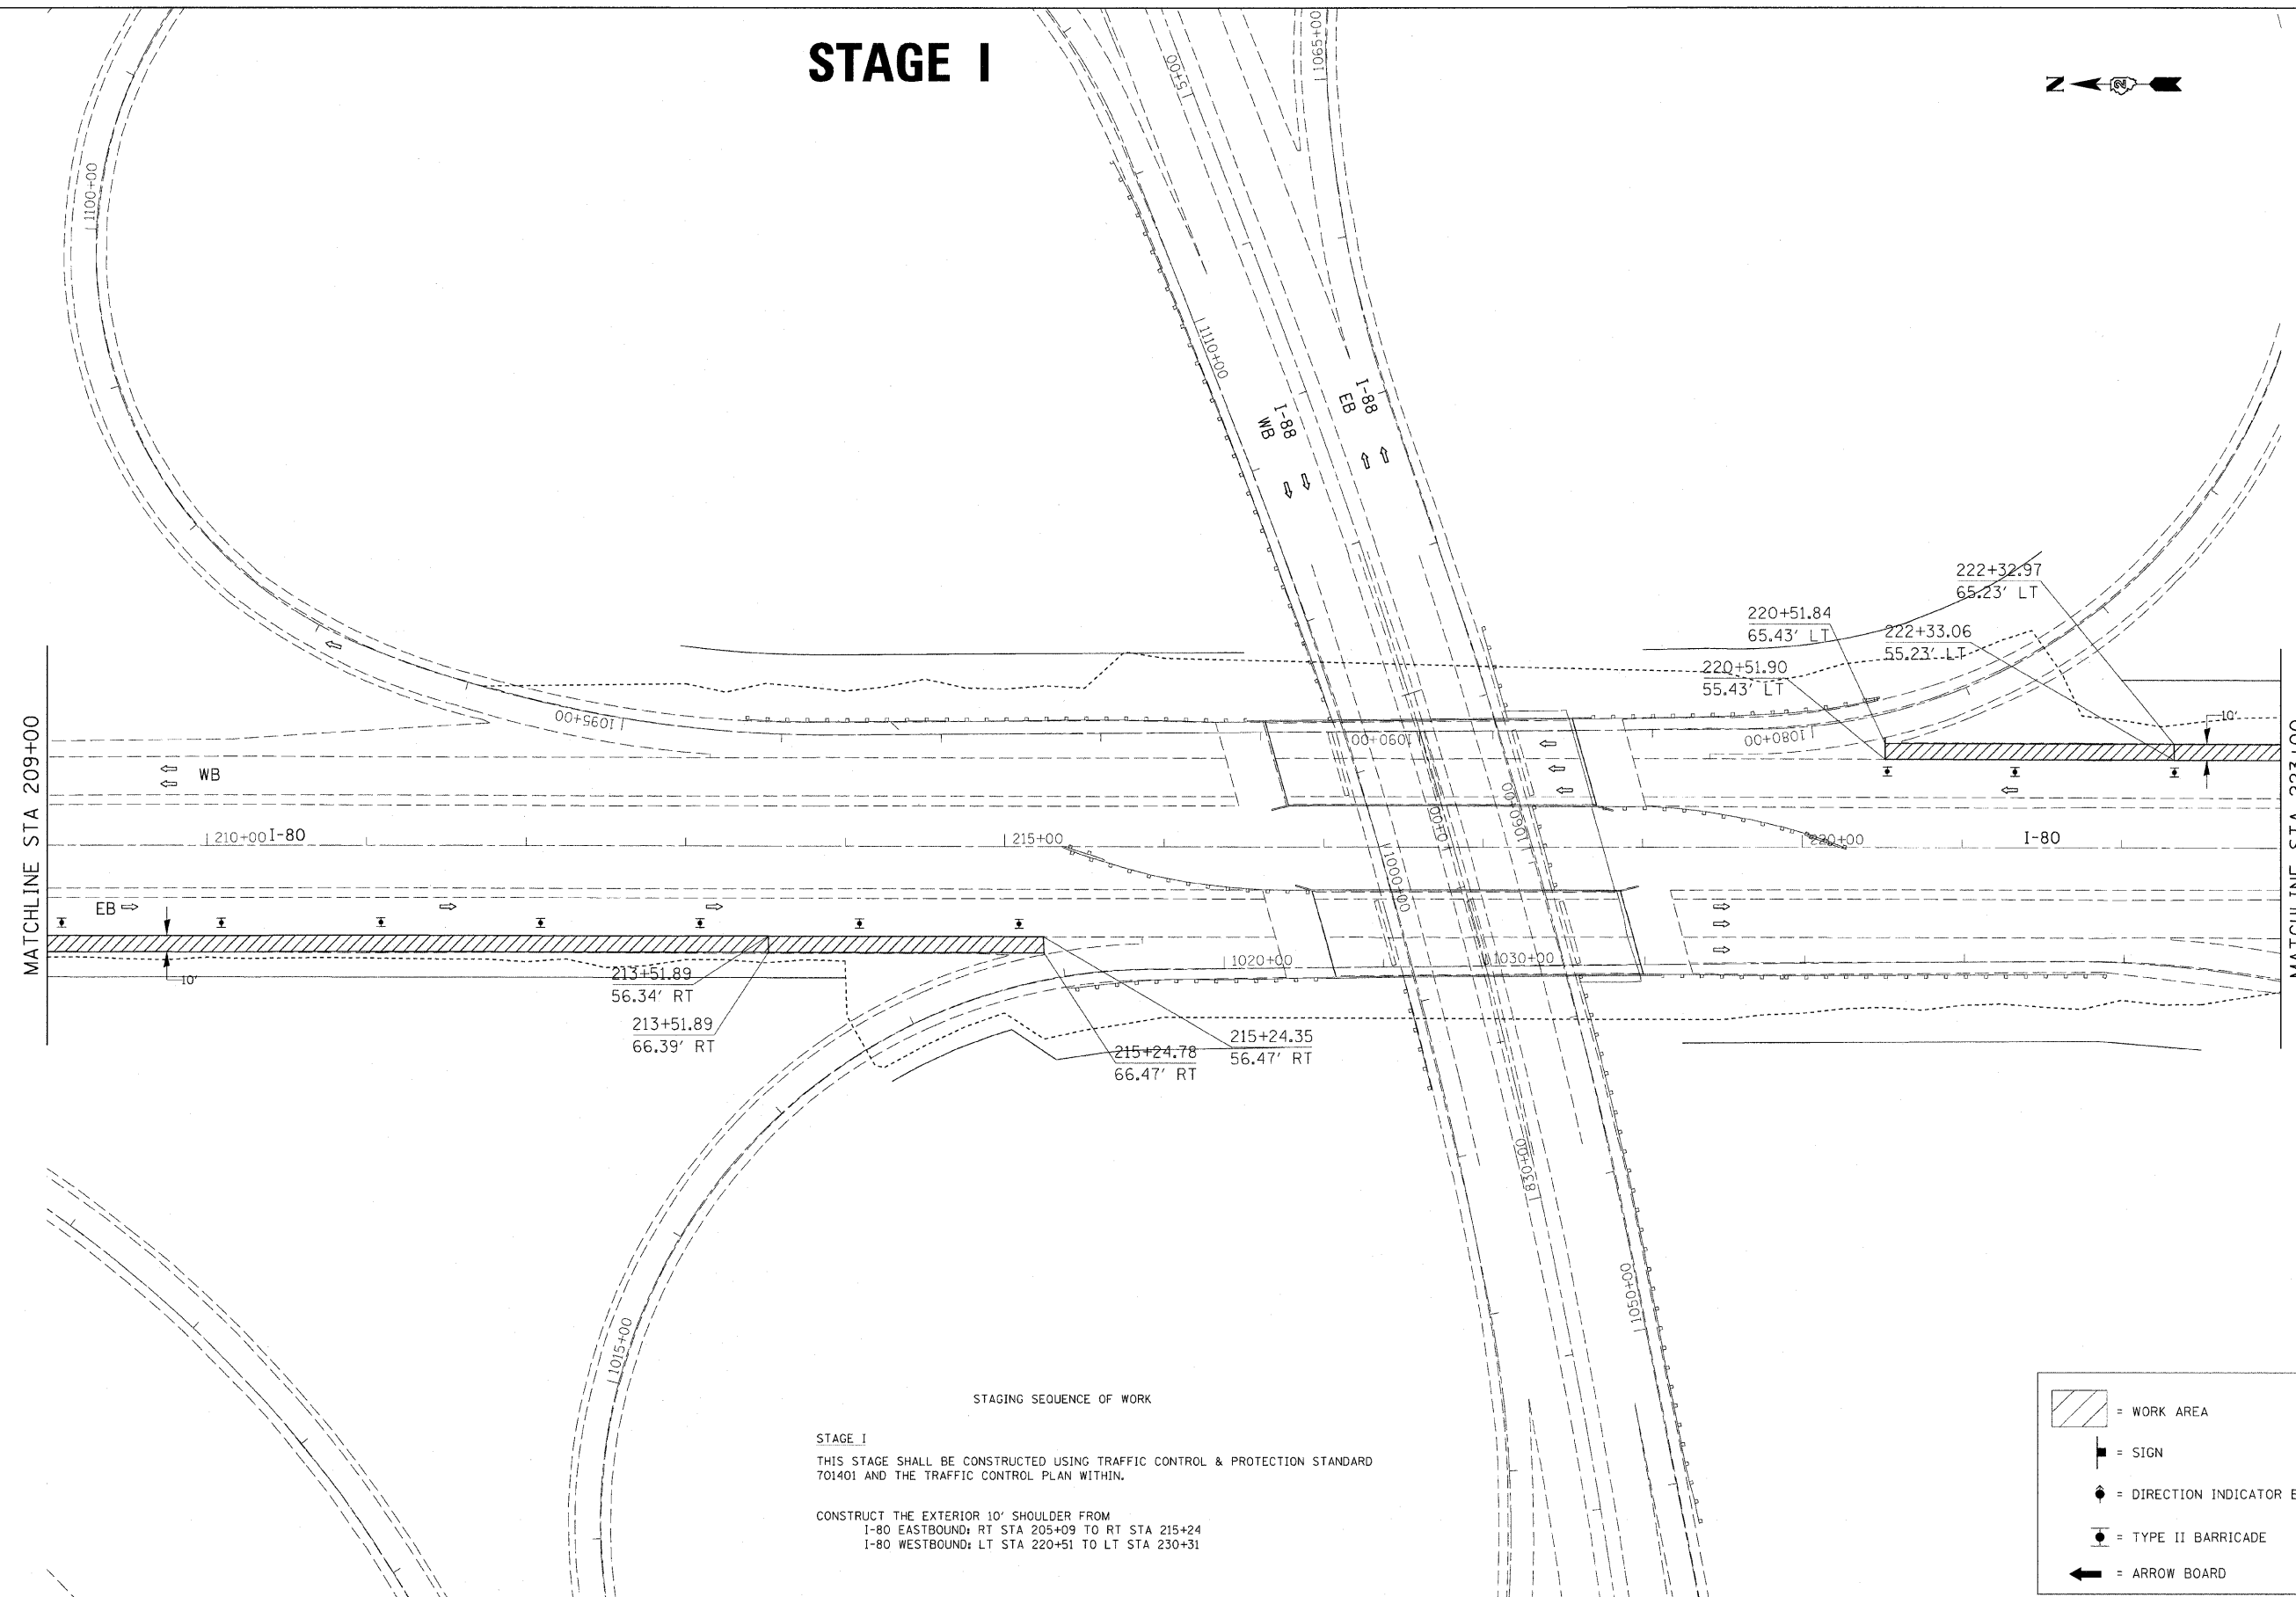 STAGE I
N
2
1065+00
5+00
1100+00
1110+00
I-88
WB
I-88
EB
222+32.97
65.23' LT
220+51.84
65.43' LT
222+33.06
55.23' LT
220+51.90
55.43' LT
10'
1095+00
1090+00
1080+00
MATCHLINE STA 209+00
WB
210+00
I-80
215+00
1000+00
1060+00
220+00
I-80
MATCHLINE STA 223+00
EB
10'
213+51.89
56.34' RT
213+51.89
66.39' RT
215+24.78
66.47' RT
215+24.35
56.47' RT
1020+00
1030+00
830+00
1050+00
1015+00
STAGING SEQUENCE OF WORK
STAGE I
THIS STAGE SHALL BE CONSTRUCTED USING TRAFFIC CONTROL & PROTECTION STANDARD
701401 AND THE TRAFFIC CONTROL PLAN WITHIN.
CONSTRUCT THE EXTERIOR 10' SHOULDER FROM
I-80 EASTBOUND: RT STA 205+09 TO RT STA 215+24
I-80 WESTBOUND: LT STA 220+51 TO LT STA 230+31
= WORK AREA
= SIGN
= DIRECTION INDICATOR
= TYPE II BARRICADE
= ARROW BOARD